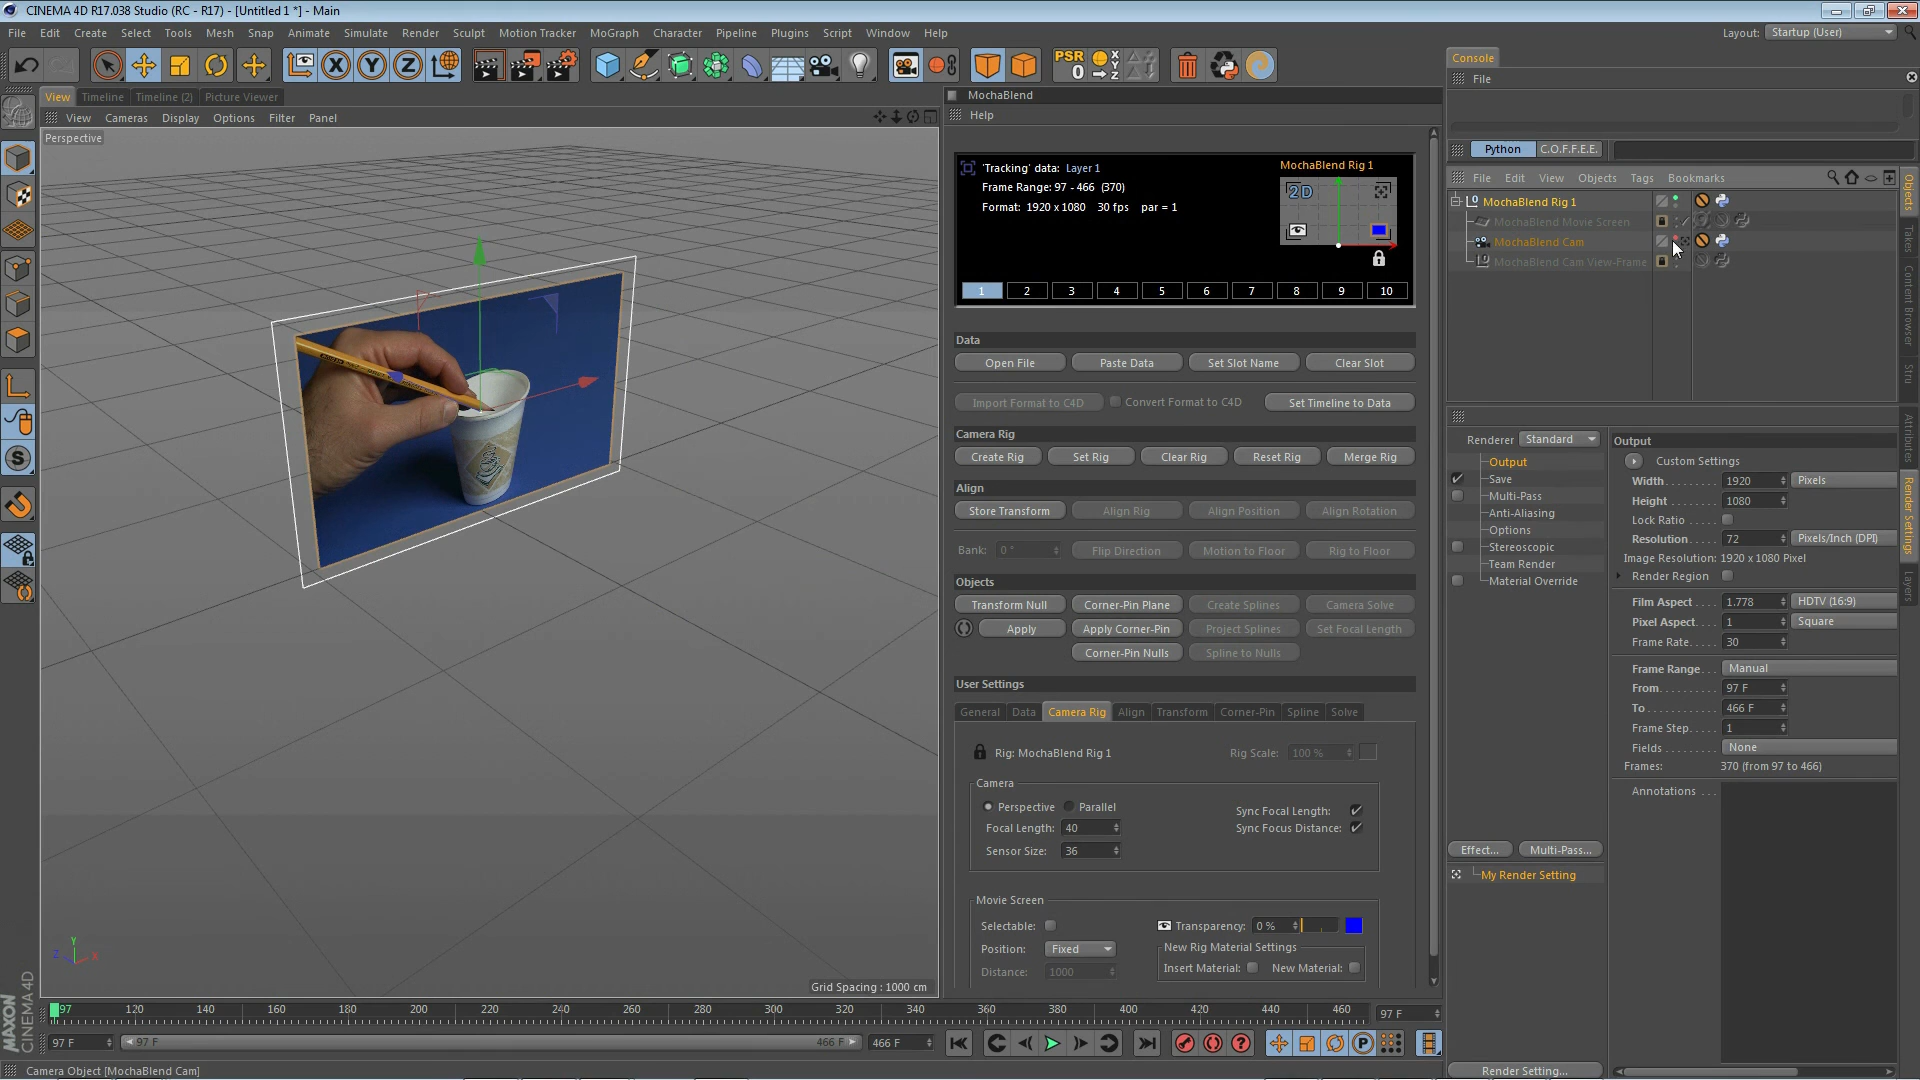 CINEMA 4D R17.038 Studio (RC - R17) - [Untitled 1 *] - Main
File Edit Create Select Tools Mesh Snap Animate Simulate Render Sculpt Motion Tracker MoGraph Character Pipeline Plugins Script Window Help
Layout: Startup (User)
PSR
0
View Timeline Timeline (2) Picture Viewer
View Cameras Display Options Filter Panel
Perspective
Grid Spacing : 1000 cm
MochaBlend
Help
'Tracking' data: Layer 1
Frame Range: 97 - 466 (370)
Format: 1920 x 1080 30 fps par = 1
MochaBlend Rig 1
2D
1 2 3 4 5 6 7 8 9 10
Data
Open File Paste Data Set Slot Name Clear Slot
Import Format to C4D Convert Format to C4D Set Timeline to Data
Camera Rig
Create Rig Set Rig Clear Rig Reset Rig Merge Rig
Align
Store Transform Align Rig Align Position Align Rotation
Bank: 0 ° Flip Direction Motion to Floor Rig to Floor
Objects
Transform Null Corner-Pin Plane Create Splines Camera Solve
Apply Apply Corner-Pin Project Splines Set Focal Length
Corner-Pin Nulls Spline to Nulls
User Settings
General Data Camera Rig Align Transform Corner-Pin Spline Solve
Rig: MochaBlend Rig 1 Rig Scale: 100 %
Camera
Perspective Parallel
Sync Focal Length:
Focal Length: 40
Sync Focus Distance:
Sensor Size: 36
Movie Screen
Selectable: Transparency: 0 %
Position: Fixed
New Rig Material Settings
Distance: 1000
Insert Material: New Material:
Console
File
Python C.O.F.F.E.E.
File Edit View Objects Tags Bookmarks
MochaBlend Rig 1
MochaBlend Movie Screen
MochaBlend Cam
MochaBlend Cam View-Frame
Objects
Takes
Content Browser
Stru
Attributes
Render Settings
Layers
Renderer Standard
Output
Save
Multi-Pass
Anti-Aliasing
Options
Stereoscopic
Team Render
Material Override
Effect... Multi-Pass...
My Render Setting
Render Setting...
Output
Custom Settings
Width 1920 Pixels
Height 1080
Lock Ratio
Resolution 72 Pixels/Inch (DPI)
Image Resolution: 1920 x 1080 Pixel
Render Region
Film Aspect 1.778 HDTV (16:9)
Pixel Aspect 1 Square
Frame Rate 30
Frame Range Manual
From 97 F
To 466 F
Frame Step 1
Fields None
Frames: 370 (from 97 to 466)
Annotations
97 120 140 160 180 200 220 240 260 280 300 320 340 360 380 400 420 440 460 97 F
97 F 97 F 466 F 466 F
Camera Object [MochaBlend Cam]
MAXON
CINEMA 4D